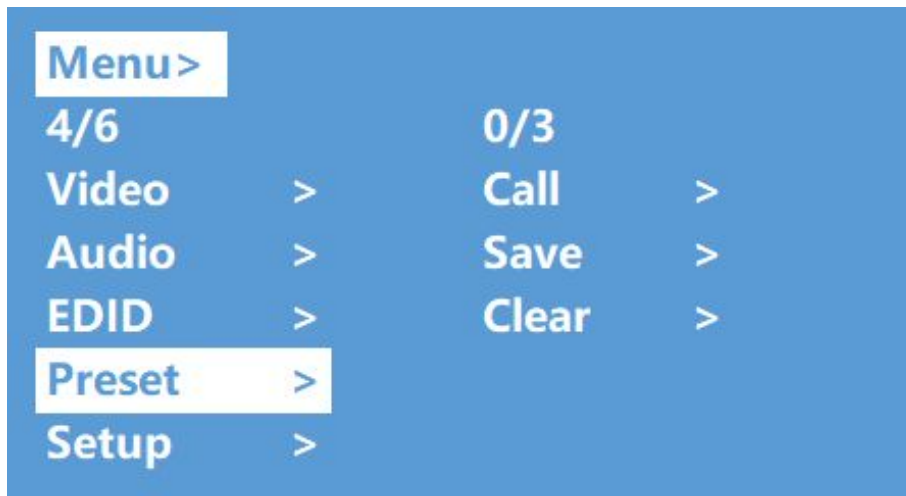 Menu>
4/6 0/3
Video > Call >
Audio > Save >
EDID > Clear >
Preset >
Setup >